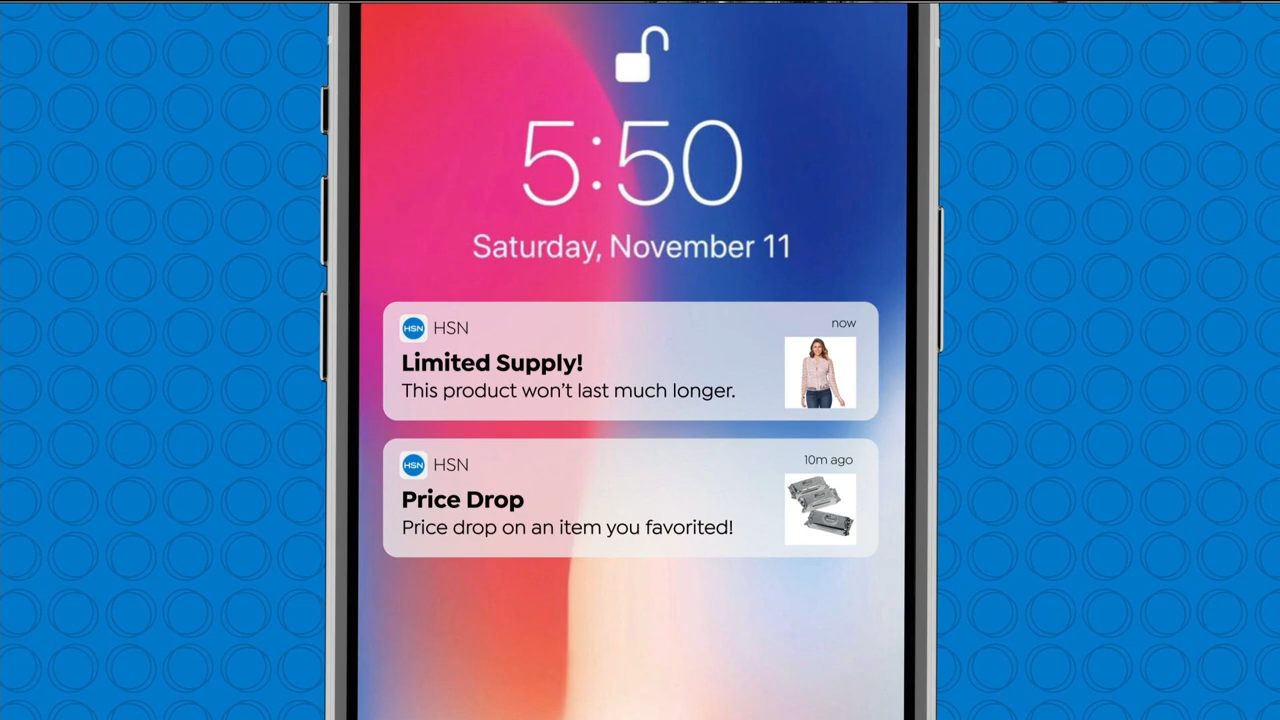 5:50
Saturday, November 11
HSN HSN now
Limited Supply!
This product won't last much longer.
HSN HSN 10m ago
Price Drop
Price drop on an item you favorited!